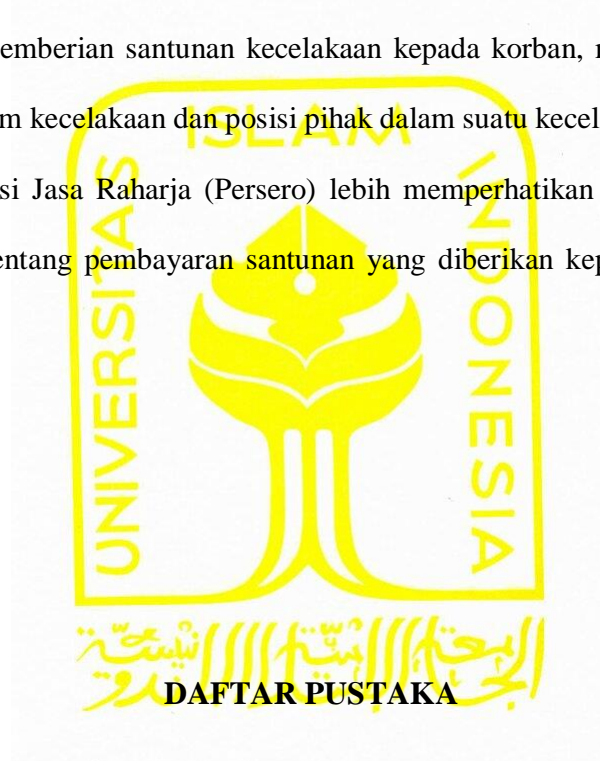 emberian santunan kecelakaan kepada korban,
m kecelakaan dan posisi pihak dalam suatu kecel
si Jasa Raharja (Persero) lebih memperhatikan
entang pembayaran santunan yang diberikan kep
UNIVERSITAS
ISLAM
INDONESIA
DAFTAR PUSTAKA